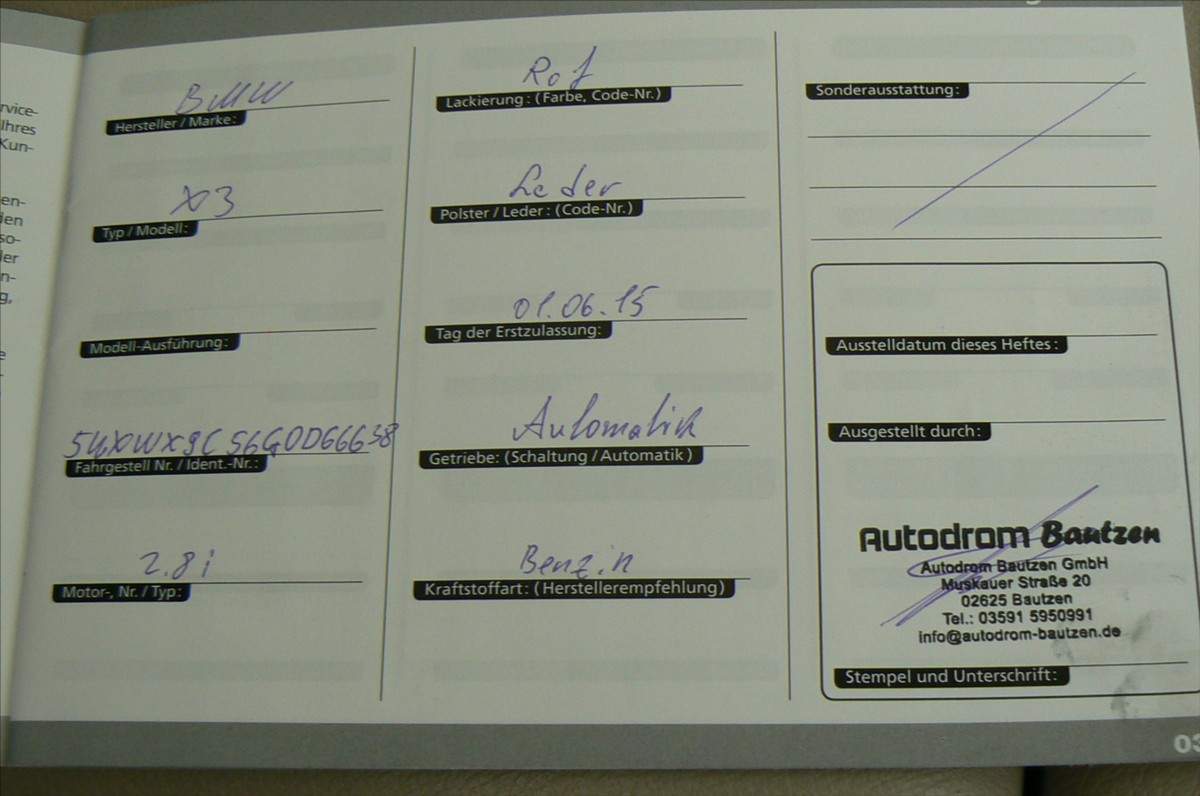 rvice-
Ihres
Kun-
en-
den
so-
der
n-
g,
BMW
Hersteller / Marke:
X3
Typ / Modell:
Modell-Ausführung:
5UXWX9C56G0D66638
Fahrgestell Nr. / Ident.-Nr.:
2.8i
Motor-, Nr. / Typ:
Rot
Lackierung: (Farbe, Code-Nr.)
Leder
Polster / Leder: (Code-Nr.)
01.06.15
Tag der Erstzulassung:
Automatik
Getriebe: (Schaltung / Automatik)
Benzin
Kraftstoffart: (Herstellerempfehlung)
Sonderausstattung:
Ausstelldatum dieses Heftes:
Ausgestellt durch:
Autodrom Bautzen
Autodrom Bautzen GmbH
Muskauer Straße 20
02625 Bautzen
Tel.: 03591 5950991
info@autodrom-bautzen.de
Stempel und Unterschrift:
03